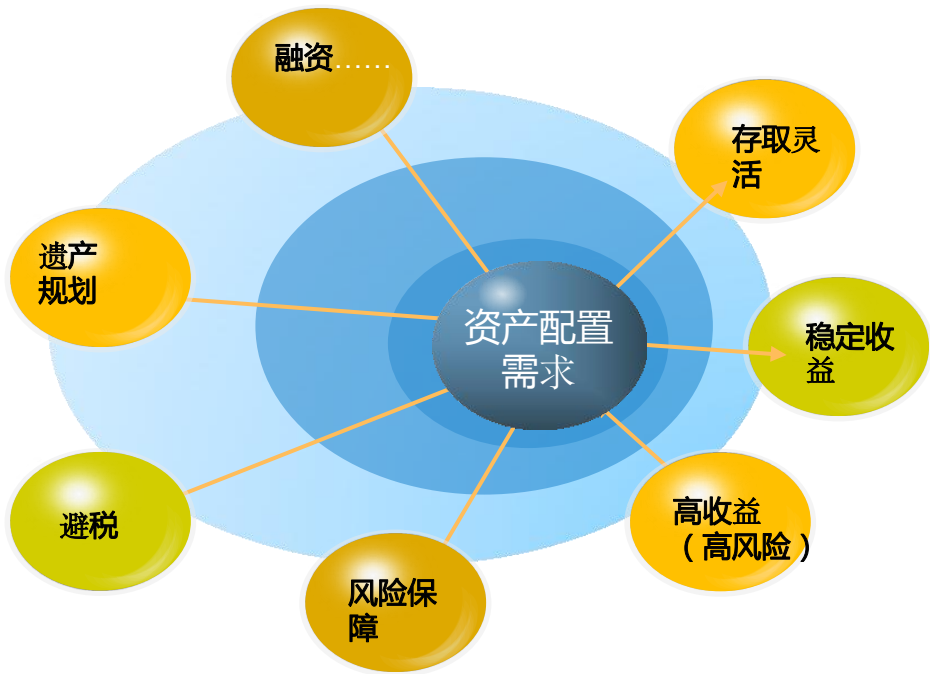 融资……
存取灵
活
遗产
规划
资产配置
需求
稳定收
益
避税
高收益
（高风险）
风险保
障